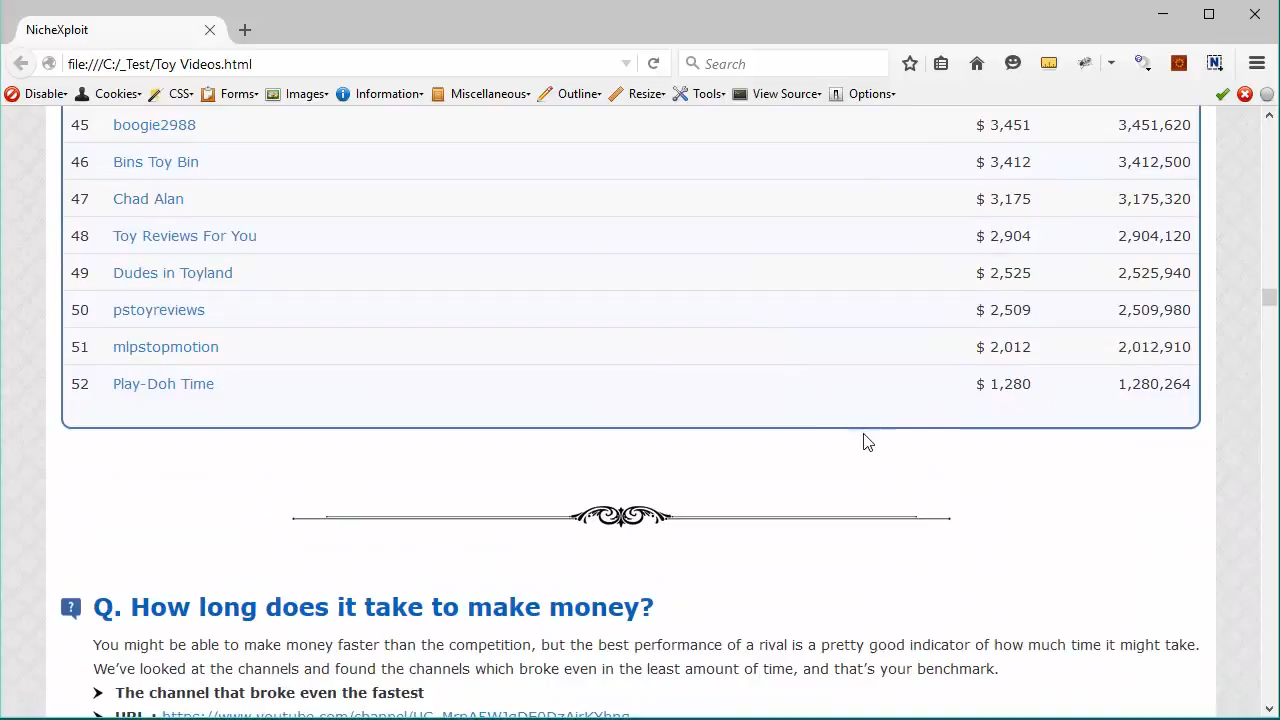 NicheXploit
file:///C:/_Test/Toy Videos.html
Search
Disable Cookies CSS Forms Images Information Miscellaneous Outline Resize Tools View Source Options
45 boogie2988 $ 3,451 3,451,620
46 Bins Toy Bin $ 3,412 3,412,500
47 Chad Alan $ 3,175 3,175,320
48 Toy Reviews For You $ 2,904 2,904,120
49 Dudes in Toyland $ 2,525 2,525,940
50 pstoyreviews $ 2,509 2,509,980
51 mlpstopmotion $ 2,012 2,012,910
52 Play-Doh Time $ 1,280 1,280,264
Q. How long does it take to make money?
You might be able to make money faster than the competition, but the best performance of a rival is a pretty good indicator of how much time it might take.
We've looked at the channels and found the channels which broke even in the least amount of time, and that's your benchmark.
The channel that broke even the fastest
URL :